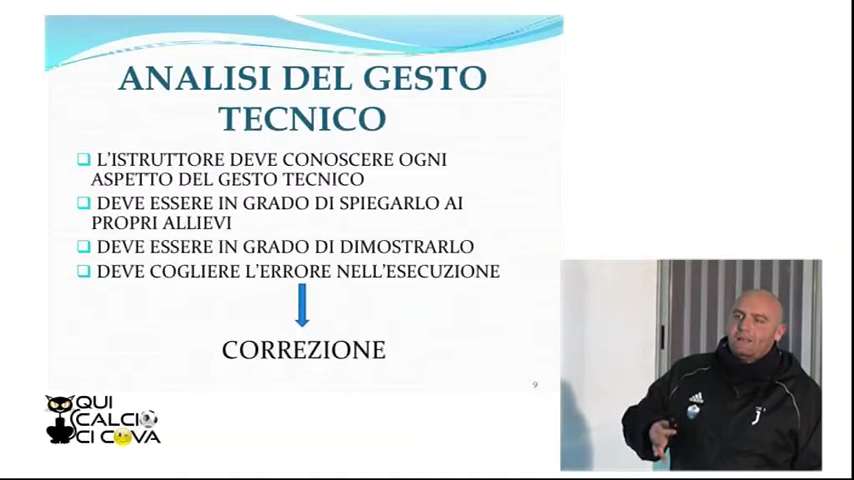 ANALISI DEL GESTO
TECNICO
L'ISTRUTTORE DEVE CONOSCERE OGNI
ASPETTO DEL GESTO TECNICO
DEVE ESSERE IN GRADO DI SPIEGARLO AI
PROPRI ALLIEVI
DEVE ESSERE IN GRADO DI DIMOSTRARLO
DEVE COGLIERE L'ERRORE NELL'ESECUZIONE
CORREZIONE
9
QUI
CALCIO
CI COVA